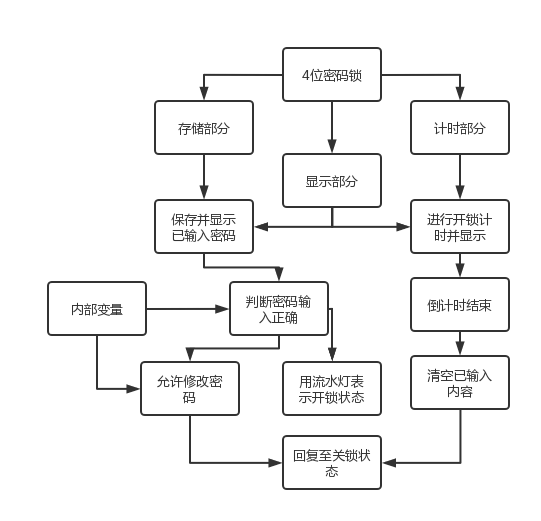 4位密码锁
存储部分
计时部分
显示部分
保存并显示
已输入密码
进行开锁计
时并显示
内部变量
判断密码输
入正确
倒计时结束
允许修改密
码
用流水灯表
示开锁状态
清空已输入
内容
回复至关锁状
态